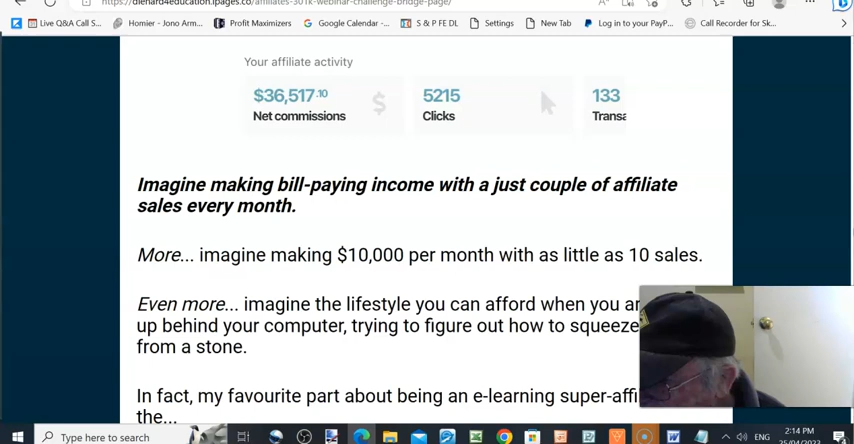 https://diehard4education.lpages.co/affiliates-301k-webinar-challenge-bridge-page/
Live Q&A Call S... Homier - Jono Arm... Profit Maximizers Google Calendar -... S & P FE DL Settings New Tab Log in to your PayP... Call Recorder for Sk...
Your affiliate activity
$36,517.10 5215 133
Net commissions Clicks Transa
Imagine making bill-paying income with a just couple of affiliate
sales every month.
More... imagine making $10,000 per month with as little as 10 sales.
Even more... imagine the lifestyle you can afford when you ar
up behind your computer, trying to figure out how to squeeze
from a stone.
In fact, my favourite part about being an e-learning super-affi
the...
Type here to search
ENG 2:14 PM
25/04/2023